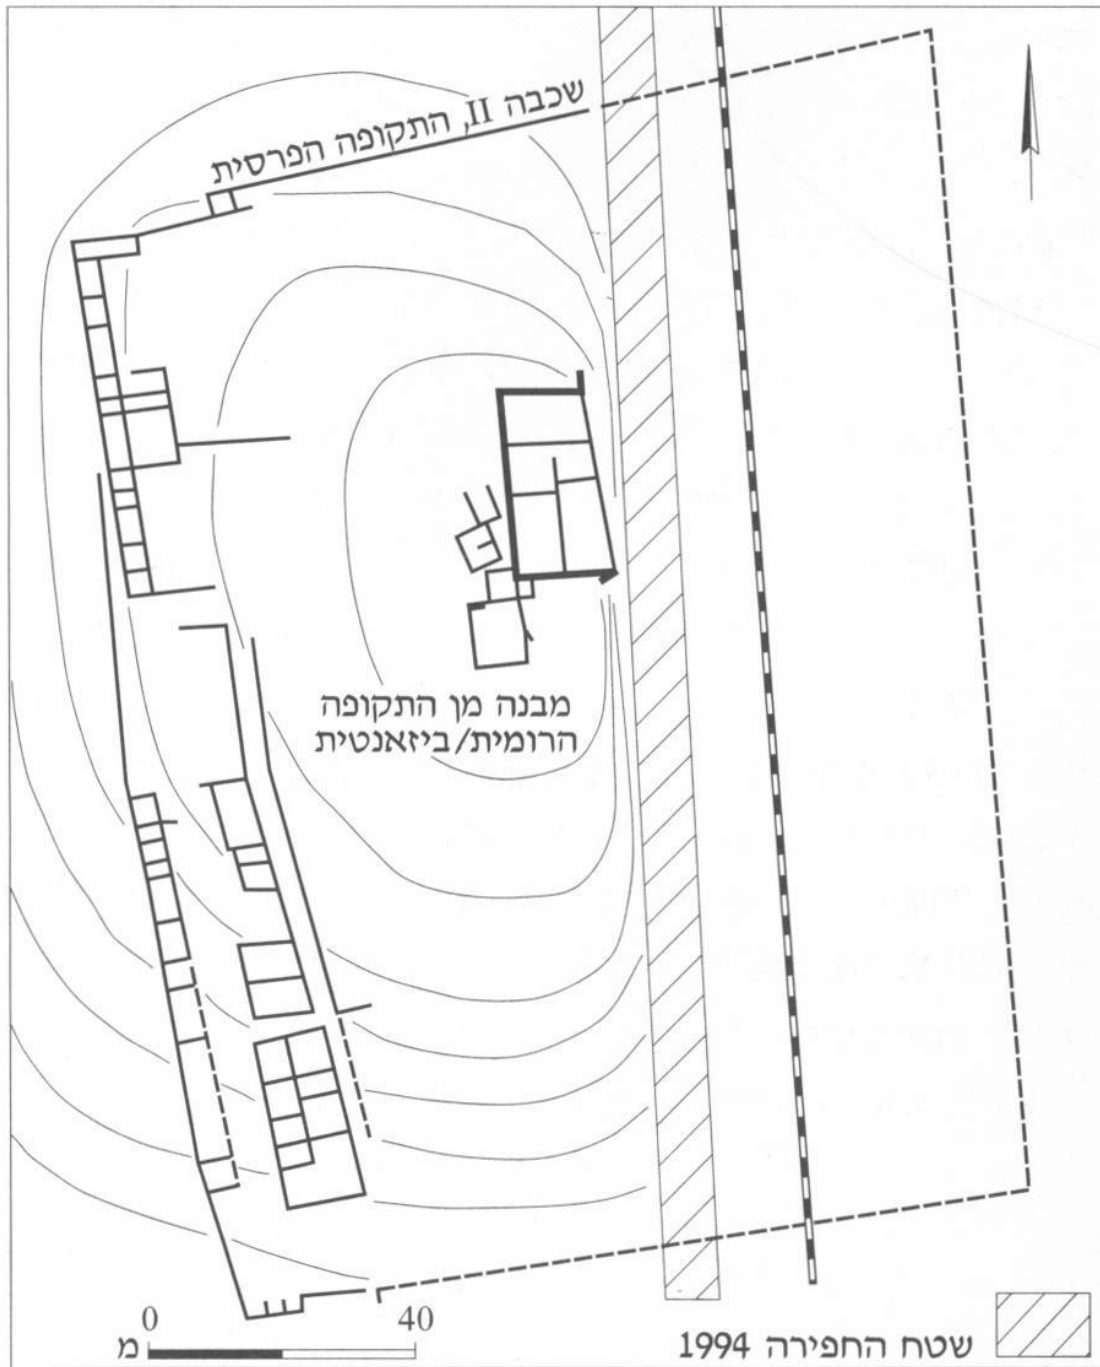 שכבה II, התקופה הפרסית
מבנה מן התקופה
הרומית/ביזאנטית
0 40
מ
שטח החפירה 1994